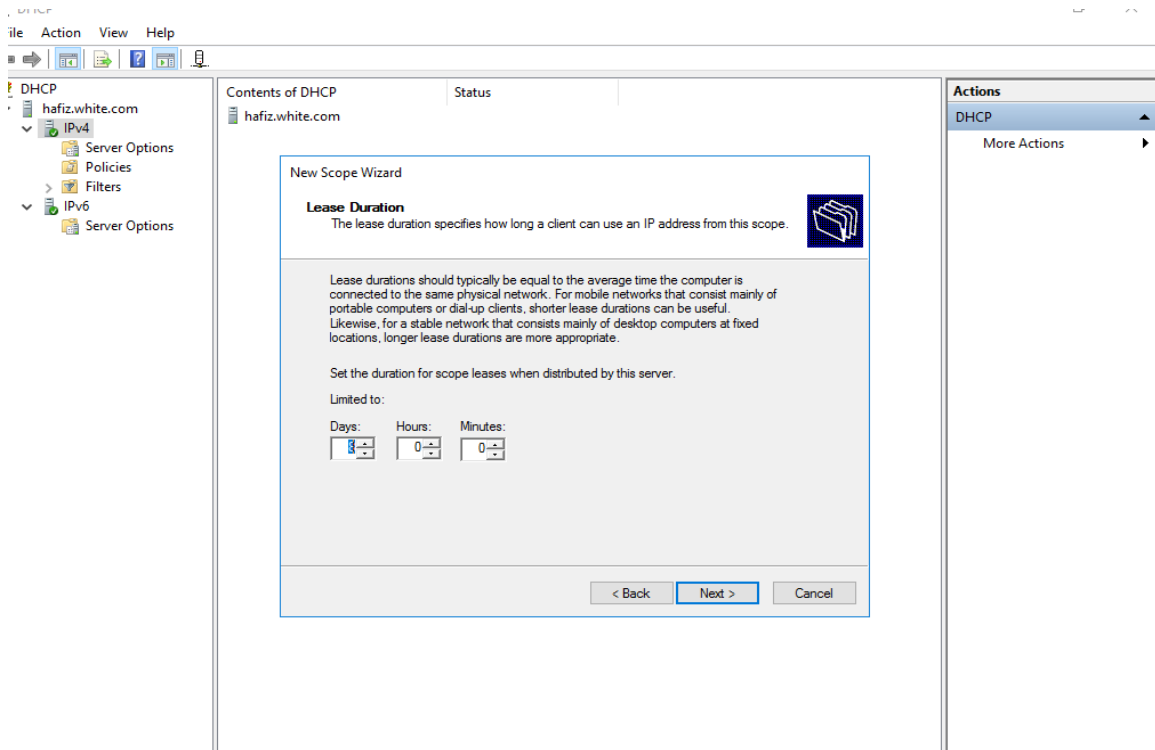 DHCP
File Action View Help
DHCP
hafiz.white.com
IPv4
Server Options
Policies
Filters
IPv6
Server Options
Contents of DHCP Status
hafiz.white.com
New Scope Wizard
Lease Duration
The lease duration specifies how long a client can use an IP address from this scope.
Lease durations should typically be equal to the average time the computer is
connected to the same physical network. For mobile networks that consist mainly of
portable computers or dial-up clients, shorter lease durations can be useful.
Likewise, for a stable network that consists mainly of desktop computers at fixed
locations, longer lease durations are more appropriate.
Set the duration for scope leases when distributed by this server.
Limited to:
Days: Hours: Minutes:
0 0
< Back Next > Cancel
Actions
DHCP
More Actions